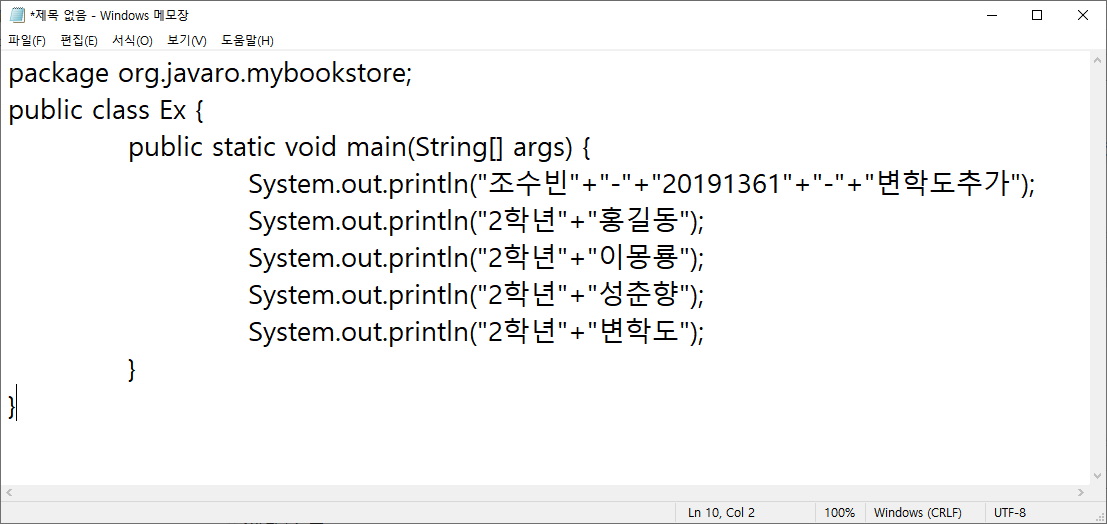 *제목 없음 - Windows 메모장
파일(F) 편집(E) 서식(O) 보기(V) 도움말(H)
package org.javaro.mybookstore;
public class Ex {
public static void main(String[] args) {
System.out.println("조수빈"+"-"+"20191361"+"-"+"변학도추가");
System.out.println("2학년"+"홍길동");
System.out.println("2학년"+"이몽룡");
System.out.println("2학년"+"성춘향");
System.out.println("2학년"+"변학도");
}
}
Ln 10, Col 2 100% Windows (CRLF) UTF-8